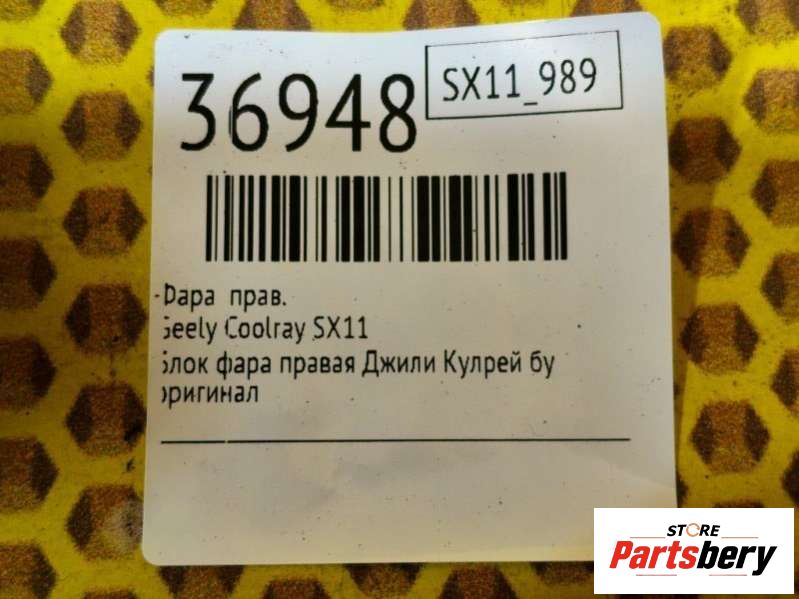 36948
SX11_989
Фара прав.
Geely Coolray SX11
Блок фара правая Джили Кулрей бу
оригинал
STORE
Partsbery